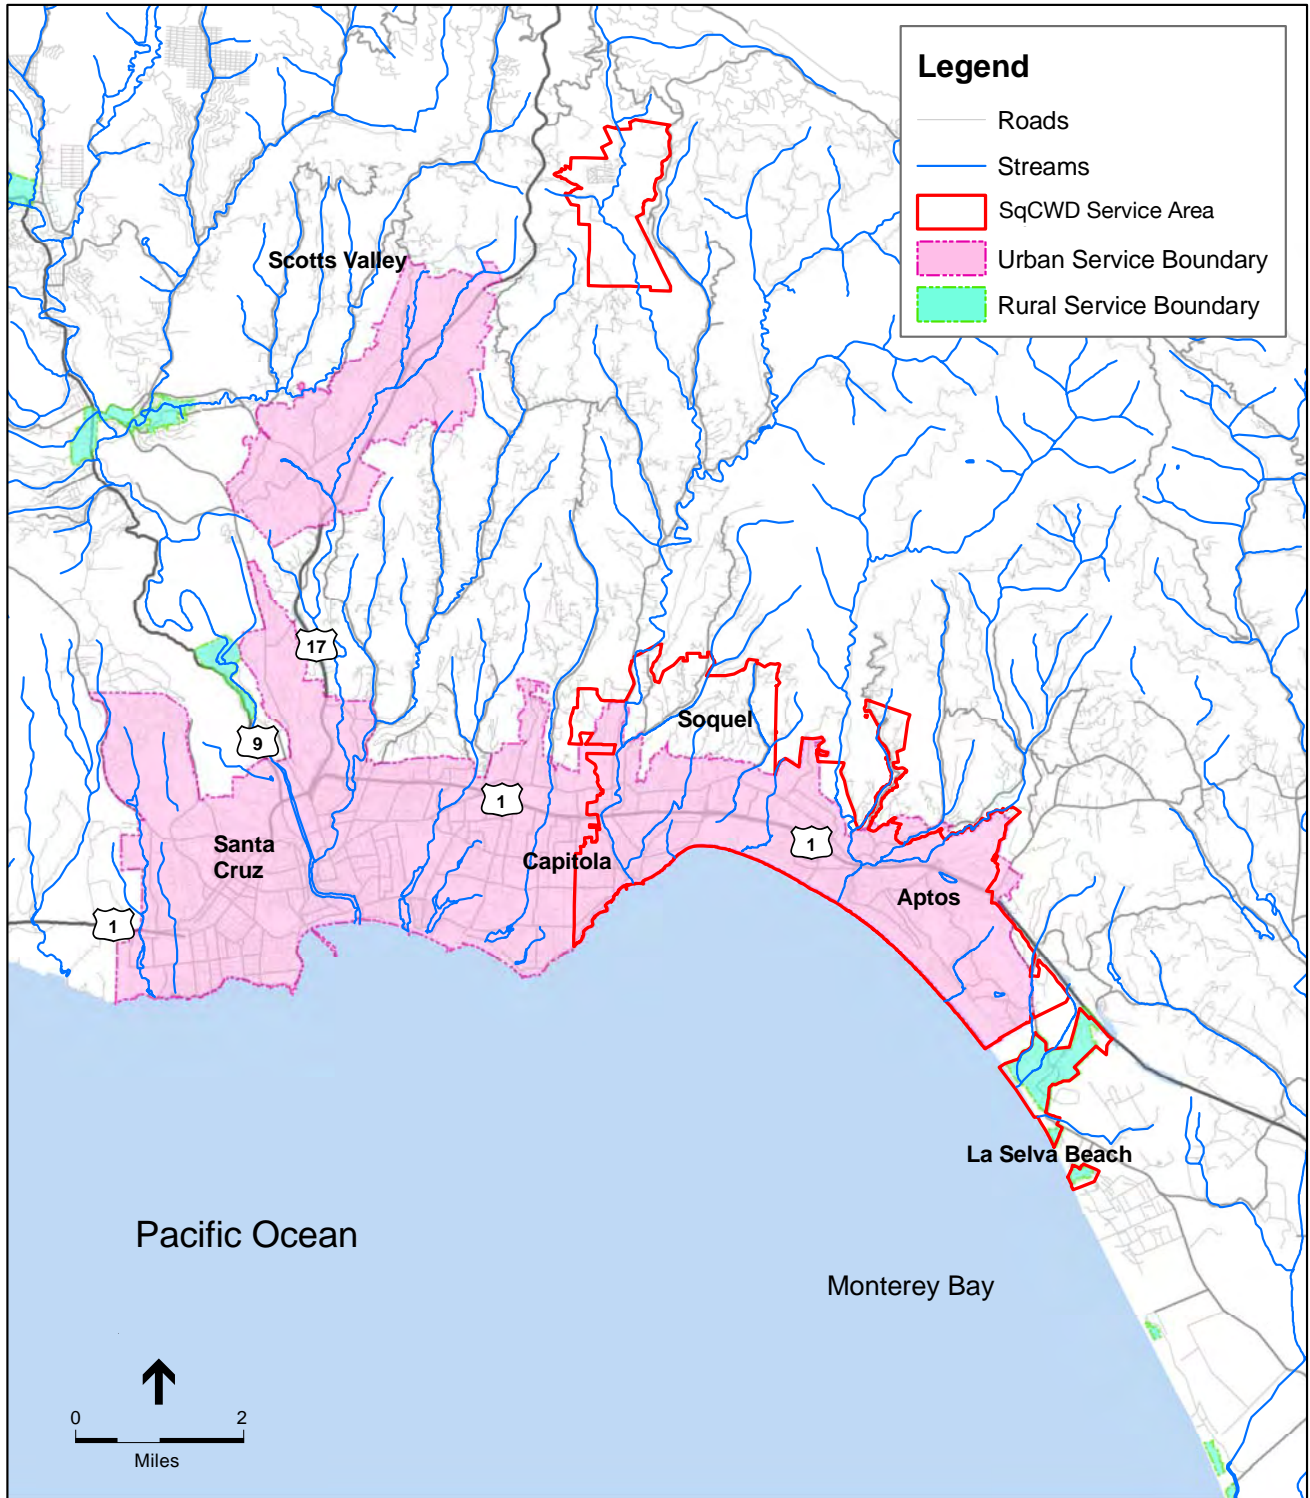 Legend
Roads
Streams
SqCWD Service Area
Urban Service Boundary
Rural Service Boundary
Scotts Valley
17
Soquel
9
1
1
Santa
Cruz
Capitola
Aptos
1
La Selva Beach
Pacific Ocean
Monterey Bay
0 2
Miles